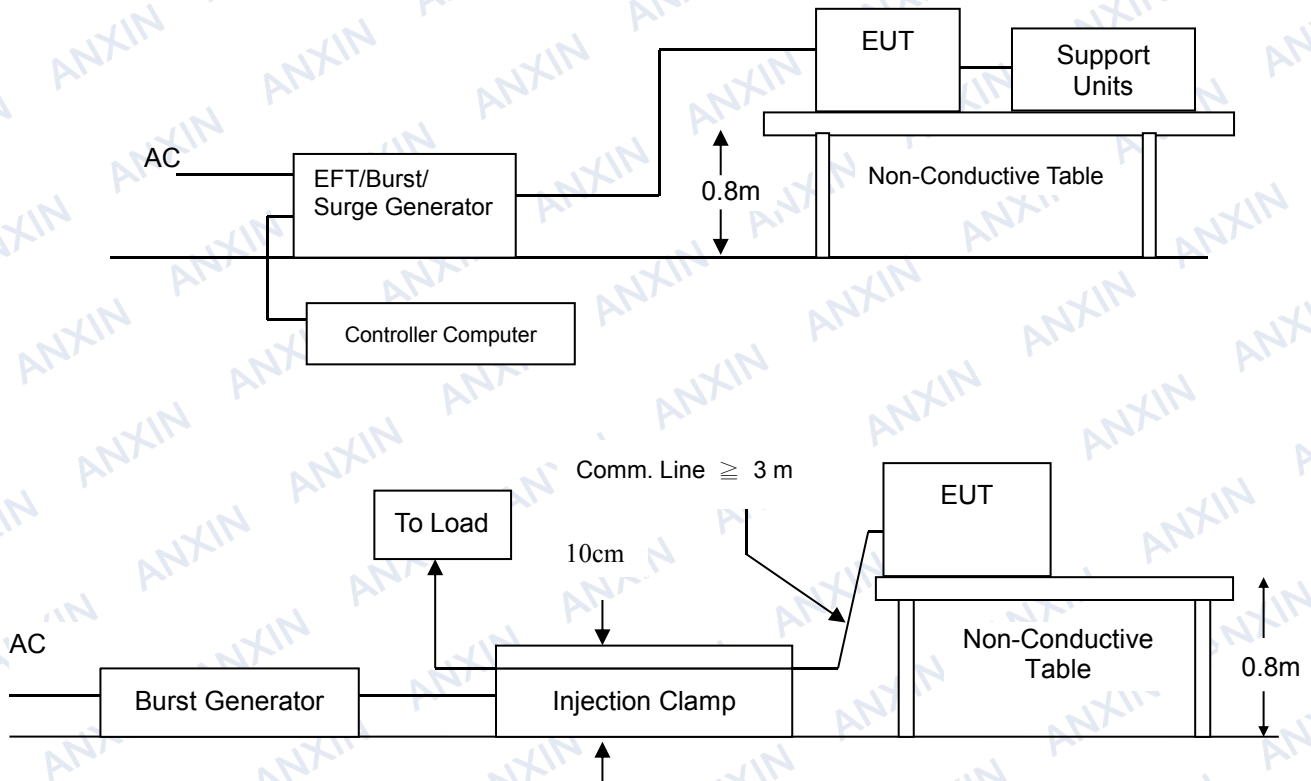 EUT
Support
Units
AC
EFT/Burst/
Surge Generator
0.8m
Non-Conductive Table
Controller Computer
Comm. Line ≧ 3 m
EUT
To Load
10cm
AC
Burst Generator
Injection Clamp
Non-Conductive
Table
0.8m
ANXIN